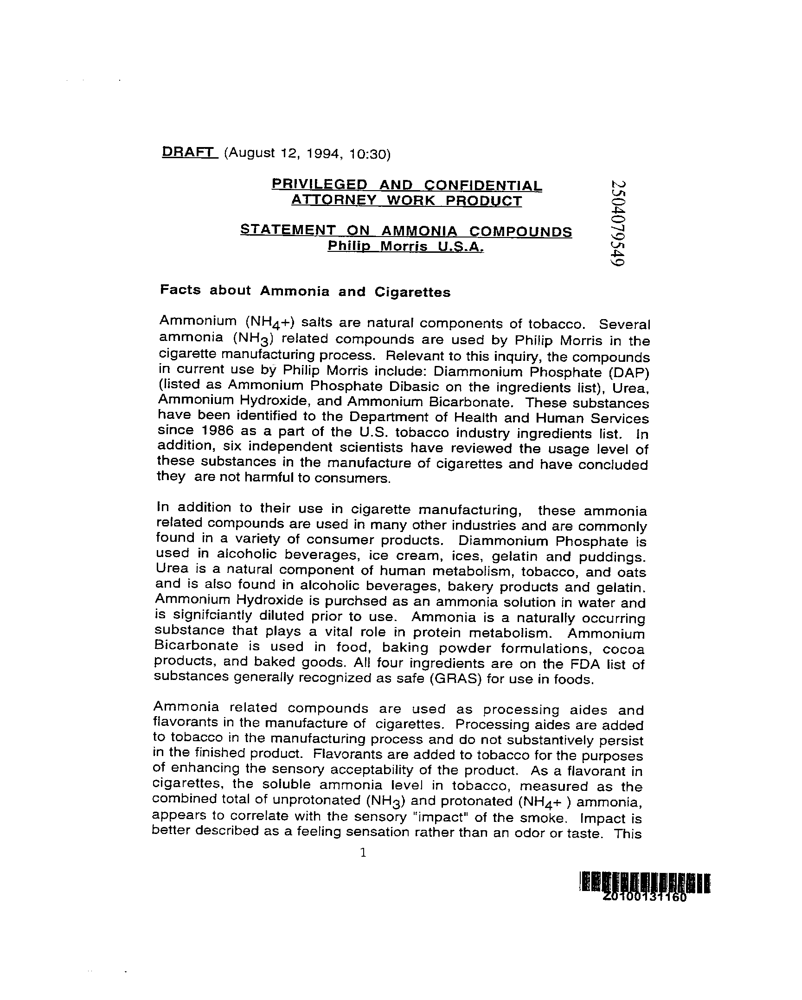 DRAFT (August 12, 1994, 10:30)
PRIVILEGED AND CONFIDENTIAL
ATTORNEY WORK PRODUCT
STATEMENT ON AMMONIA COMPOUNDS
Philip Morris U.S.A.
2504079549
Facts about Ammonia and Cigarettes
Ammonium (NH4+) salts are natural components of tobacco. Several
ammonia (NH3) related compounds are used by Philip Morris in the
cigarette manufacturing process. Relevant to this inquiry, the compounds
in current use by Philip Morris include: Diammonium Phosphate (DAP)
(listed as Ammonium Phosphate Dibasic on the ingredients list), Urea,
Ammonium Hydroxide, and Ammonium Bicarbonate. These substances
have been identified to the Department of Health and Human Services
since 1986 as a part of the U.S. tobacco industry ingredients list. In
addition, six independent scientists have reviewed the usage level of
these substances in the manufacture of cigarettes and have concluded
they are not harmful to consumers.
In addition to their use in cigarette manufacturing, these ammonia
related compounds are used in many other industries and are commonly
found in a variety of consumer products. Diammonium Phosphate is
used in alcoholic beverages, ice cream, ices, gelatin and puddings.
Urea is a natural component of human metabolism, tobacco, and oats
and is also found in alcoholic beverages, bakery products and gelatin.
Ammonium Hydroxide is purchsed as an ammonia solution in water and
is signifciantly diluted prior to use. Ammonia is a naturally occurring
substance that plays a vital role in protein metabolism. Ammonium
Bicarbonate is used in food, baking powder formulations, cocoa
products, and baked goods. All four ingredients are on the FDA list of
substances generally recognized as safe (GRAS) for use in foods.
Ammonia related compounds are used as processing aides and
flavorants in the manufacture of cigarettes. Processing aides are added
to tobacco in the manufacturing process and do not substantively persist
in the finished product. Flavorants are added to tobacco for the purposes
of enhancing the sensory acceptability of the product. As a flavorant in
cigarettes, the soluble ammonia level in tobacco, measured as the
combined total of unprotonated (NH3) and protonated (NH4+ ) ammonia,
appears to correlate with the sensory "impact" of the smoke. Impact is
better described as a feeling sensation rather than an odor or taste. This
1
Z0100131160